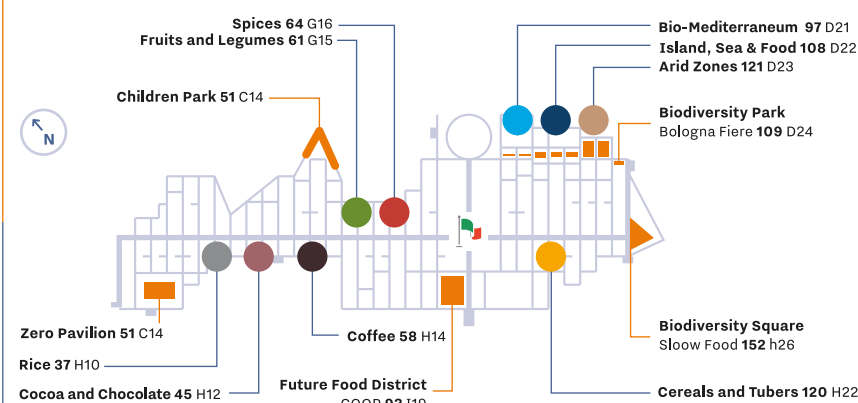 Spices 64 G16
Fruits and Legumes 61 G15
Children Park 51 C14
N
Bio-Mediterraneum 97 D21
Island, Sea & Food 108 D22
Arid Zones 121 D23
Biodiversity Park
Bologna Fiere 109 D24
Zero Pavilion 51 C14
Rice 37 H10
Cocoa and Chocolate 45 H12
Coffee 58 H14
Future Food District
COOP 92 I19
Biodiversity Square
Sloow Food 152 h26
Cereals and Tubers 120 H22